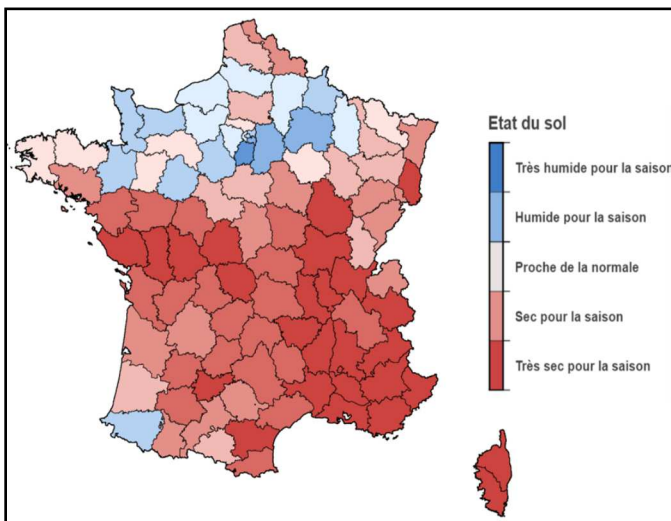 Etat du sol
Très humide pour la saison
Humide pour la saison
Proche de la normale
Sec pour la saison
Très sec pour la saison